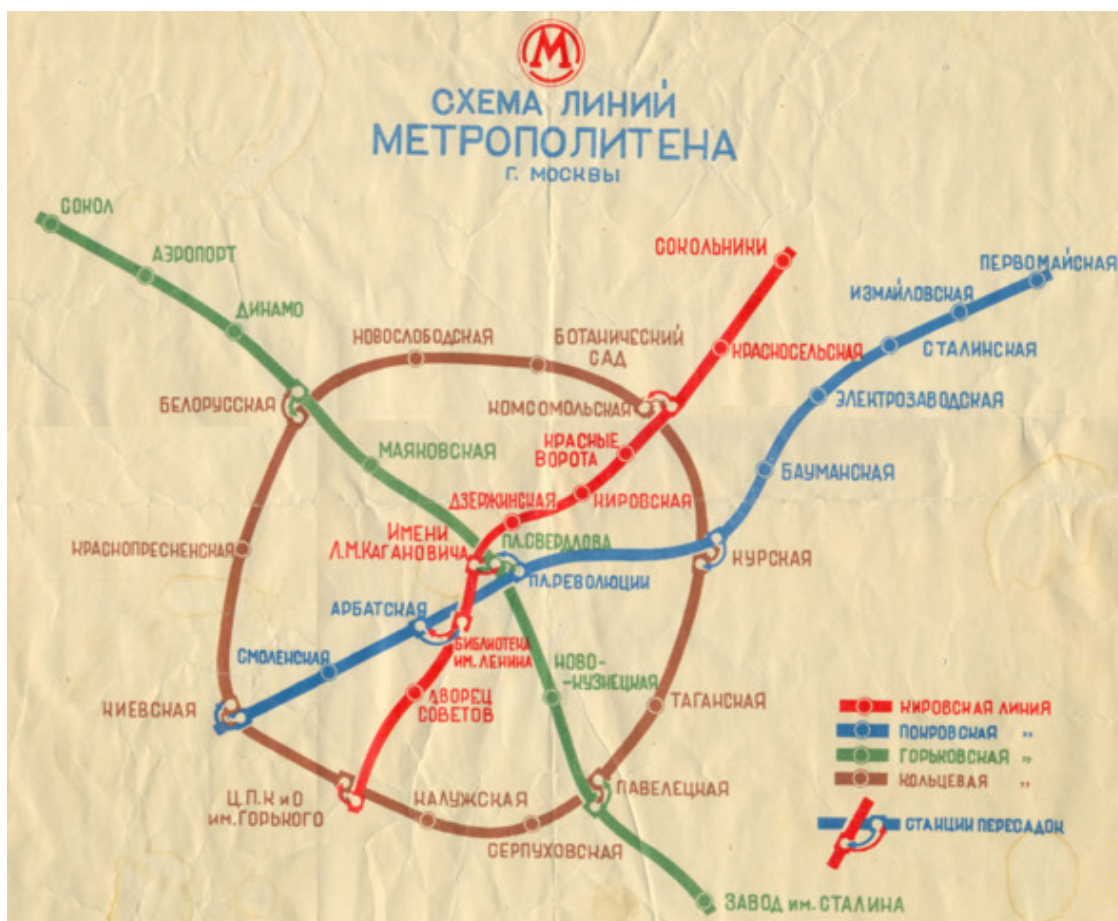 М
СХЕМА ЛИНИЙ
МЕТРОПОЛИТЕНА
Г. МОСКВЫ
СОКОЛ
АЭРОПОРТ
ДИНАМО
БЕЛОРУССКАЯ
МАЯКОВСКАЯ
НОВОСЛОБОДСКАЯ
БОТАНИЧЕСКИЙ
САД
СОКОЛЬНИКИ
КРАСНОСЕЛЬСКАЯ
КОМСОМОЛЬСКАЯ
КРАСНЫЕ
ВОРОТА
КИРОВСКАЯ
ДЗЕРЖИНСКАЯ
ПЕРВОМАЙСКАЯ
ИЗМАЙЛОВСКАЯ
СТАЛИНСКАЯ
ЭЛЕКТРОЗАВОДСКАЯ
БАУМАНСКАЯ
КУРСКАЯ
ИМЕНИ
Л.М.КАГАНОВИЧА
ПЛ.СВЕРДЛОВА
ПЛ.РЕВОЛЮЦИИ
КРАСНОПРЕСНЕНСКАЯ
АРБАТСКАЯ
БИБЛИОТЕКА
ИМ. ЛЕНИНА
СМОЛЕНСКАЯ
КИЕВСКАЯ
ДВОРЕЦ
СОВЕТОВ
НОВО-
-КУЗНЕЦКАЯ
ТАГАНСКАЯ
ПАВЕЛЕЦКАЯ
Ц.П.К и О
им. ГОРЬКОГО
КАЛУЖСКАЯ
СЕРПУХОВСКАЯ
ЗАВОД им. СТАЛИНА
КИРОВСКАЯ ЛИНИЯ
ПОКРОВСКАЯ „
ГОРЬКОВСКАЯ „
КОЛЬЦЕВАЯ „
СТАНЦИИ ПЕРЕСАДОК